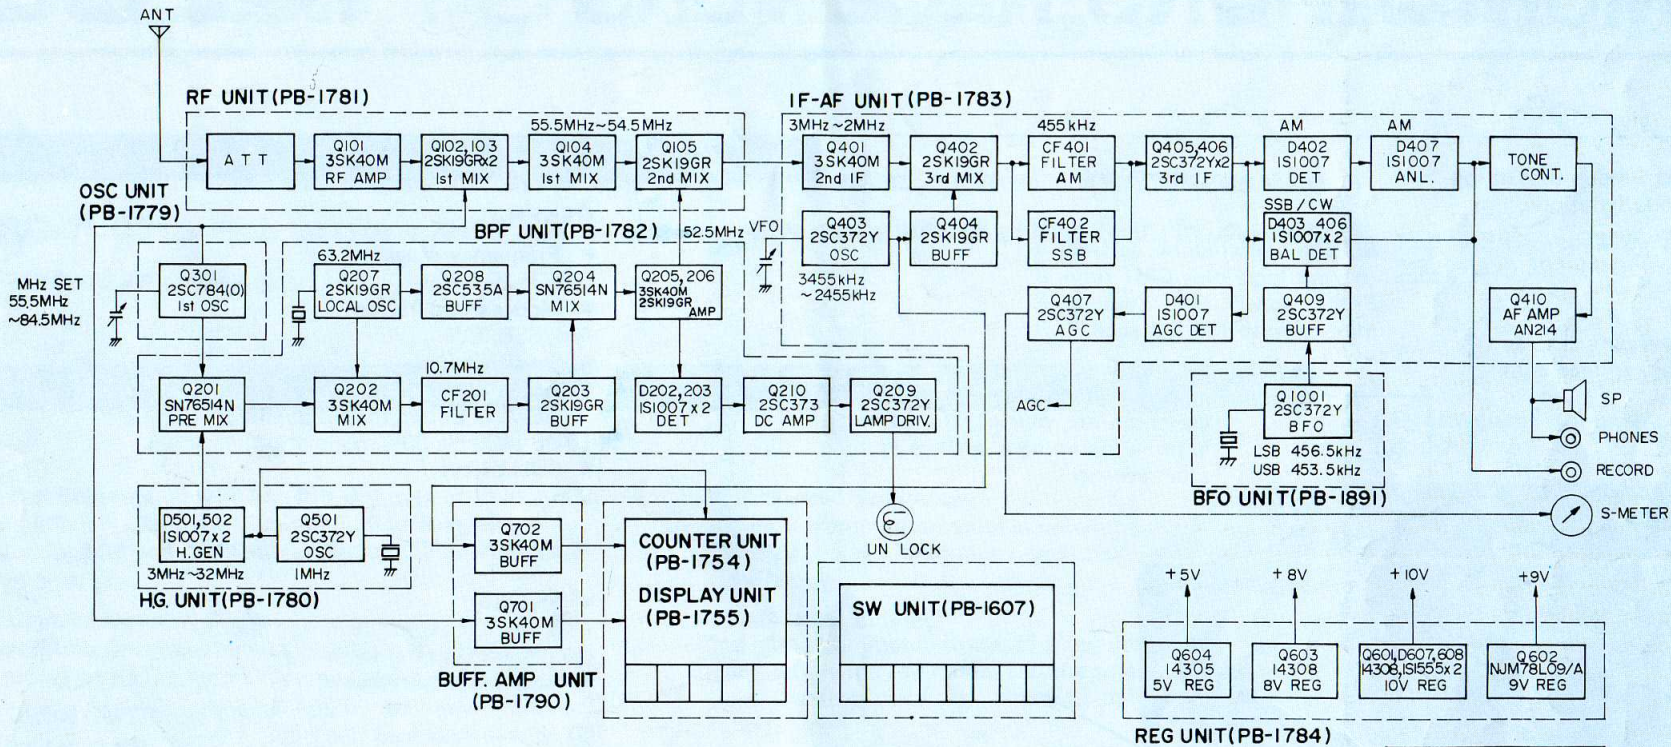 ANT
RF UNIT(PB-1781)
ATT
Q101
3SK40M
RF AMP
Q102,103
2SK19GRx2
1st MIX
55.5MHz~54.5MHz
Q104
3SK40M
1st MIX
Q105
2SK19GR
2nd MIX
IF-AF UNIT(PB-1783)
3MHz~2MHz
Q401
3SK40M
2nd IF
Q402
2SK19GR
3rd MIX
455kHz
CF401
FILTER
AM
Q405,406
2SC372Yx2
3rd IF
AM
D402
1S1007
DET.
AM
D407
1S1007
ANL.
TONE
CONT.
VFO
Q403
2SC372Y
OSC
3455kHz
~2455kHz
Q404
2SK19GR
BUFF
CF402
FILTER
SSB
SSB/CW
D403 406
1S1007x2
BAL DET
Q407
2SC372Y
AGC
D401
1S1007
AGC DET
Q409
2SC372Y
BUFF
Q410
AF AMP
AN214
AGC
OSC UNIT
(PB-1779)
MHz SET
55.5MHz
~84.5MHz
Q301
2SC784(O)
1st OSC
BPF UNIT(PB-1782)
52.5MHz
63.2MHz
Q207
2SK19GR
LOCAL OSC
Q208
2SC535A
BUFF
Q204
SN76514N
MIX
Q205,206
3SK40M
2SK19GR
AMP
Q201
SN76514N
PRE MIX
Q202
3SK40M
MIX
10.7MHz
CF201
FILTER
Q203
2SK19GR
BUFF
D202,203
1S1007x2
DET
Q210
2SC373
DC AMP
Q209
2SC372Y
LAMP DRIV.
UN LOCK
Q1001
2SC372Y
BFO
LSB 456.5kHz
USB 453.5kHz
BFO UNIT(PB-1891)
SP
PHONES
RECORD
S-METER
D501,502
1S1007x2
H.GEN
3MHz~32MHz
Q501
2SC372Y
OSC
1MHz
H.G. UNIT(PB-1780)
Q702
3SK40M
BUFF
Q701
3SK40M
BUFF
BUFF. AMP UNIT
(PB-1790)
COUNTER UNIT
(PB-1754)
DISPLAY UNIT
(PB-1755)
SW UNIT(PB-1607)
+5V
+8V
+10V
+9V
Q604
14305
5V REG
Q603
14308
8V REG
Q601,D607,608
14308,1S1555x2
10V REG
Q602
NJM78L09/A
9V REG
REG UNIT(PB-1784)